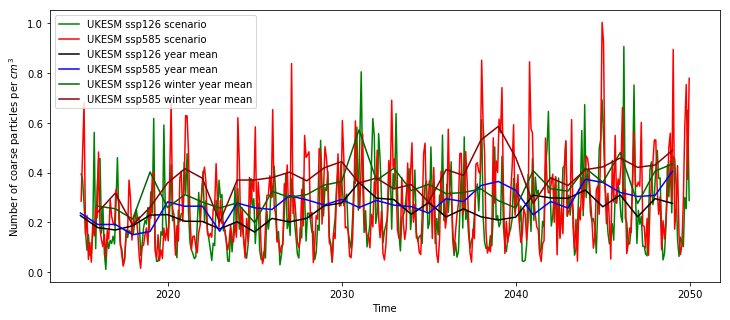 UKESM ssp126 scenario
UKESM ssp585 scenario
UKESM ssp126 year mean
UKESM ssp585 year mean
UKESM ssp126 winter year mean
UKESM ssp585 winter year mean
Number of coarse particles per cm³
1.0
0.8
0.6
0.4
0.2
0.0
2020
2030
2040
2050
Time